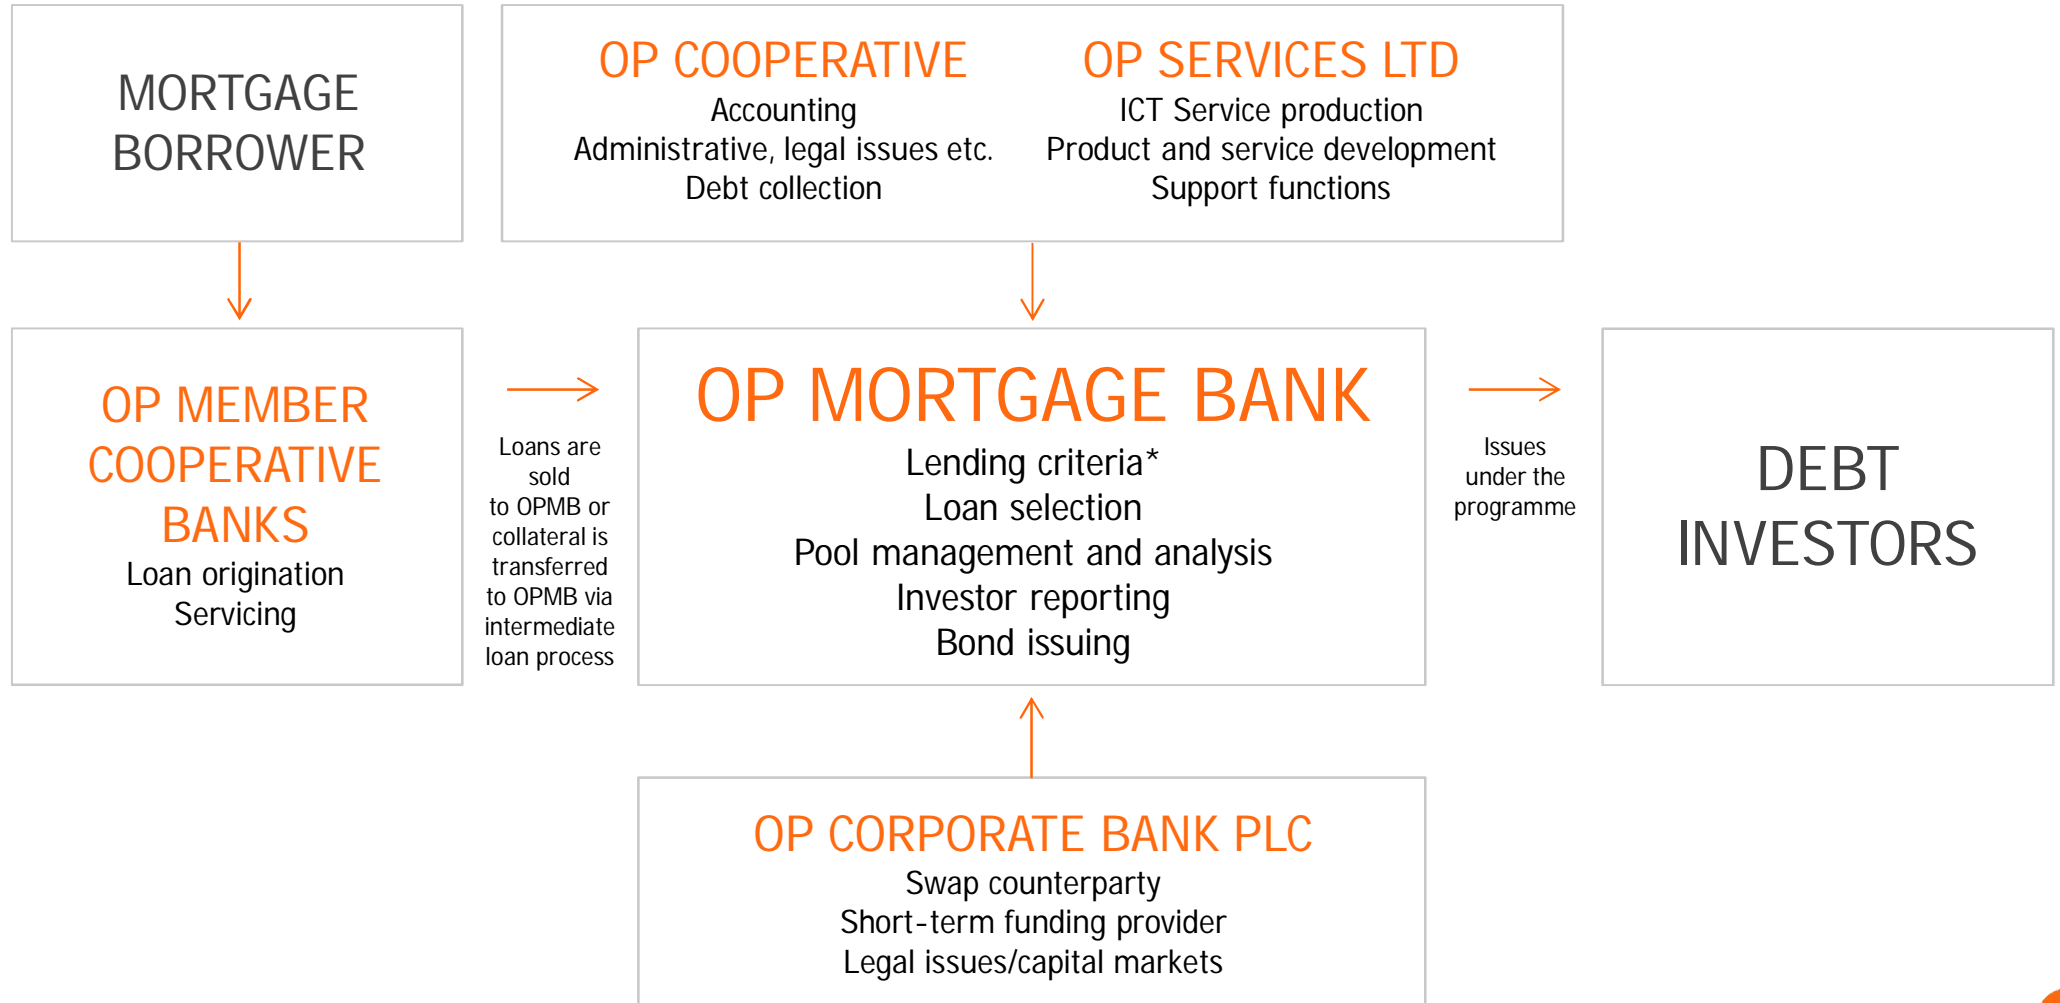 MORTGAGE
BORROWER
OP COOPERATIVE
Accounting
Administrative, legal issues etc.
Debt collection
OP SERVICES LTD
ICT Service production
Product and service development
Support functions
OP MEMBER
COOPERATIVE
BANKS
Loan origination
Servicing
Loans are
sold
to OPMB or
collateral is
transferred
to OPMB via
intermediate
loan process
OP MORTGAGE BANK
Lending criteria*
Loan selection
Pool management and analysis
Investor reporting
Bond issuing
Issues
under the
programme
DEBT
INVESTORS
OP CORPORATE BANK PLC
Swap counterparty
Short-term funding provider
Legal issues/capital markets